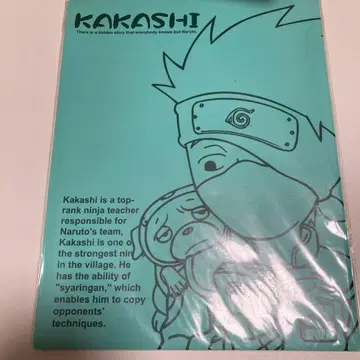 KAKASHI
There is a hidden story that everybody knows but Naruto.
Kakashi is a top-
rank ninja teacher
responsible for
Naruto's team,
Kakashi is one o
the strongest nin
in the village. He
has the ability of
"syaringan," which
enables him to copy
opponents'
techniques.